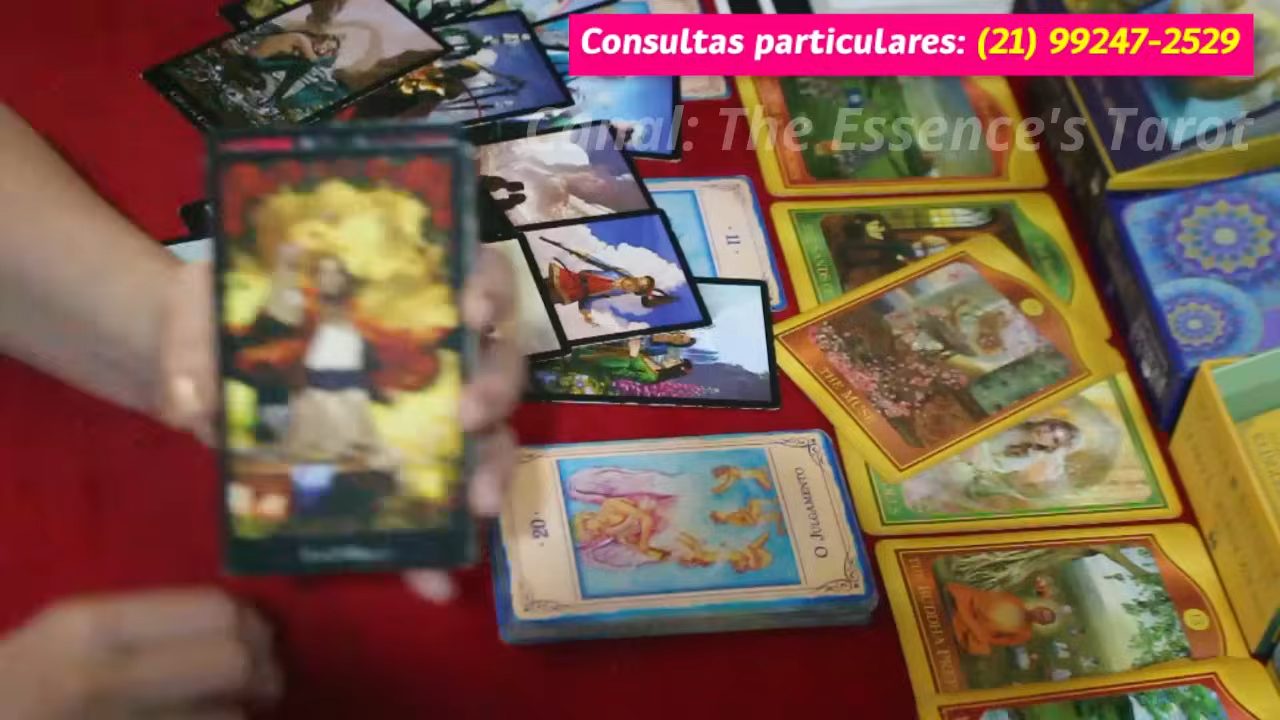 Consultas particulares: (21) 99247-2529
Canal: The Essence's Tarot
· II ·
THE MUSE
· 20 ·
O JULGAMENTO